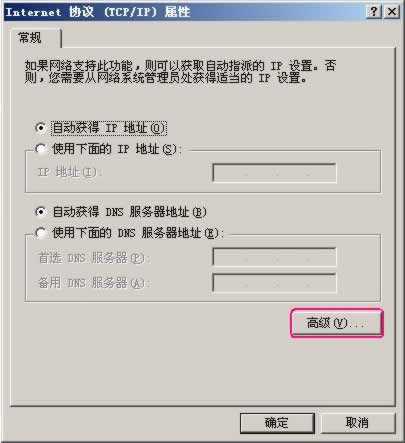 Internet 协议 (TCP/IP) 属性
常规
如果网络支持此功能,则可以获取自动指派的 IP 设置。否
则,您需要从网络系统管理员处获得适当的 IP 设置。
自动获得 IP 地址(O)
使用下面的 IP 地址(S):
IP 地址(I):
自动获得 DNS 服务器地址(B)
使用下面的 DNS 服务器地址(E):
首选 DNS 服务器(P):
备用 DNS 服务器(A):
高级(V)...
确定
取消